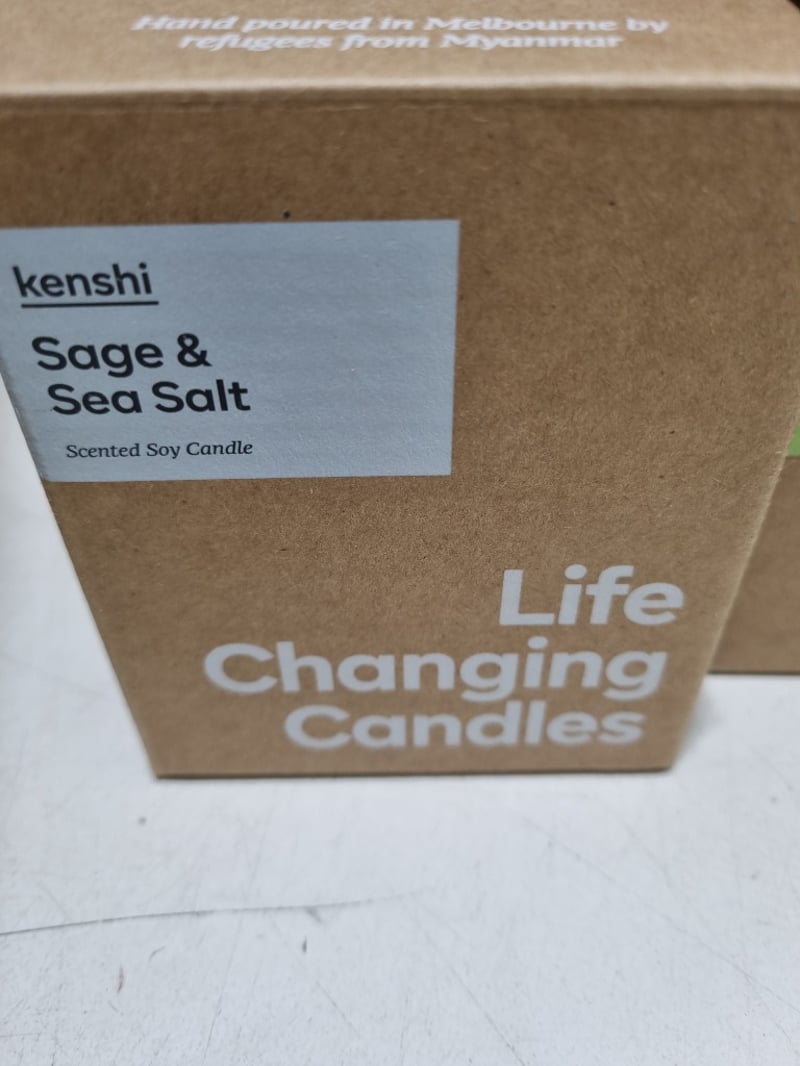 Hand poured in Melbourne by
refugees from Myanmar
kenshi
Sage &
Sea Salt
Scented Soy Candle
Life
Changing
Candles